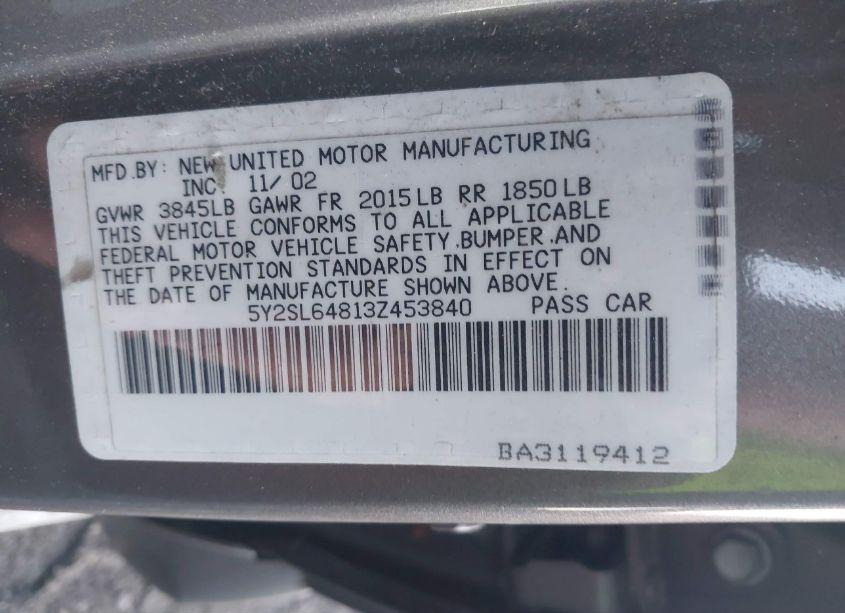 MFD.BY: NEW UNITED MOTOR MANUFACTURING
INC 11/02
GVWR 3845LB GAWR FR 2015LB RR 1850LB
THIS VEHICLE CONFORMS TO ALL APPLICABLE
FEDERAL MOTOR VEHICLE SAFETY,BUMPER,AND
THEFT PREVENTION STANDARDS IN EFFECT ON
THE DATE OF MANUFACTURE SHOWN ABOVE.
5Y2SL64813Z453840 PASS CAR
BA3119412